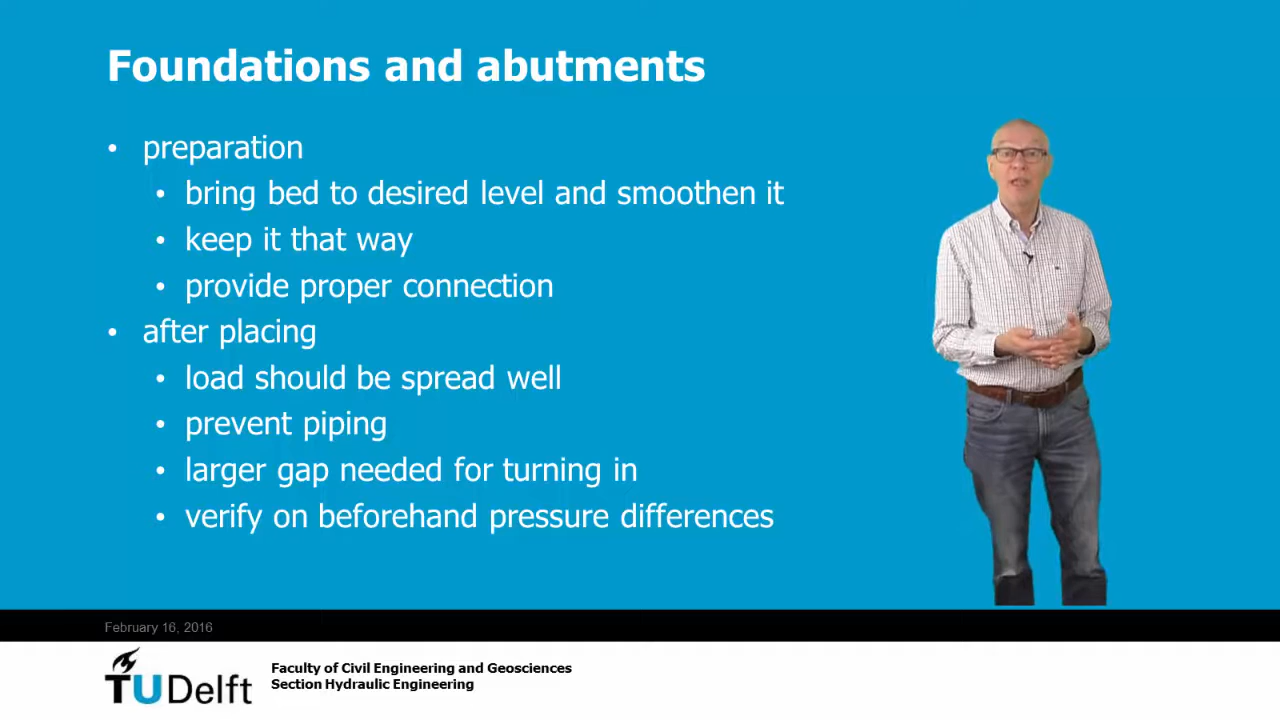 Foundations and abutments
• preparation
• bring bed to desired level and smoothen it
• keep it that way
• provide proper connection
• after placing
• load should be spread well
• prevent piping
• larger gap needed for turning in
• verify on beforehand pressure differences
February 16, 2016
TUDelft
Faculty of Civil Engineering and Geosciences
Section Hydraulic Engineering